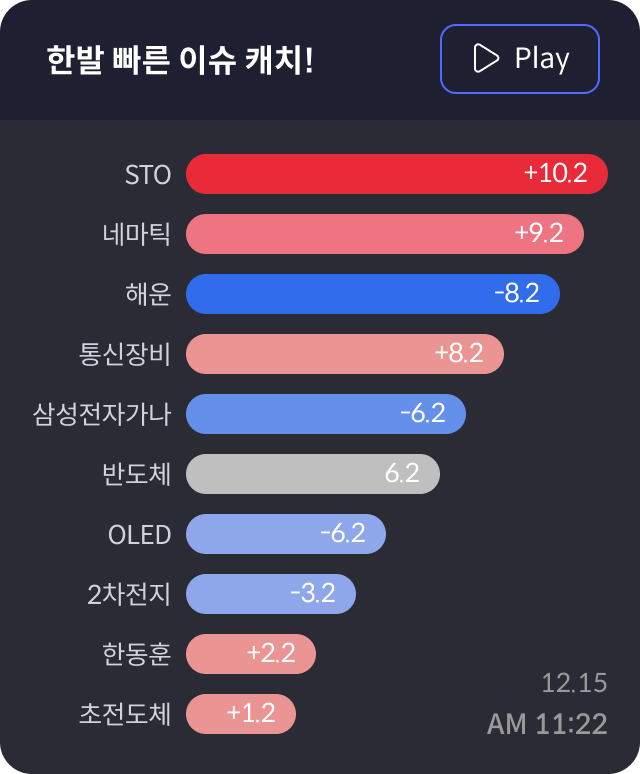 한발 빠른 이슈 캐치!
Play
STO +10.2
네마틱 +9.2
해운 -8.2
통신장비 +8.2
삼성전자가나 -6.2
반도체 6.2
OLED -6.2
2차전지 -3.2
한동훈 +2.2
초전도체 +1.2
12.15
AM 11:22